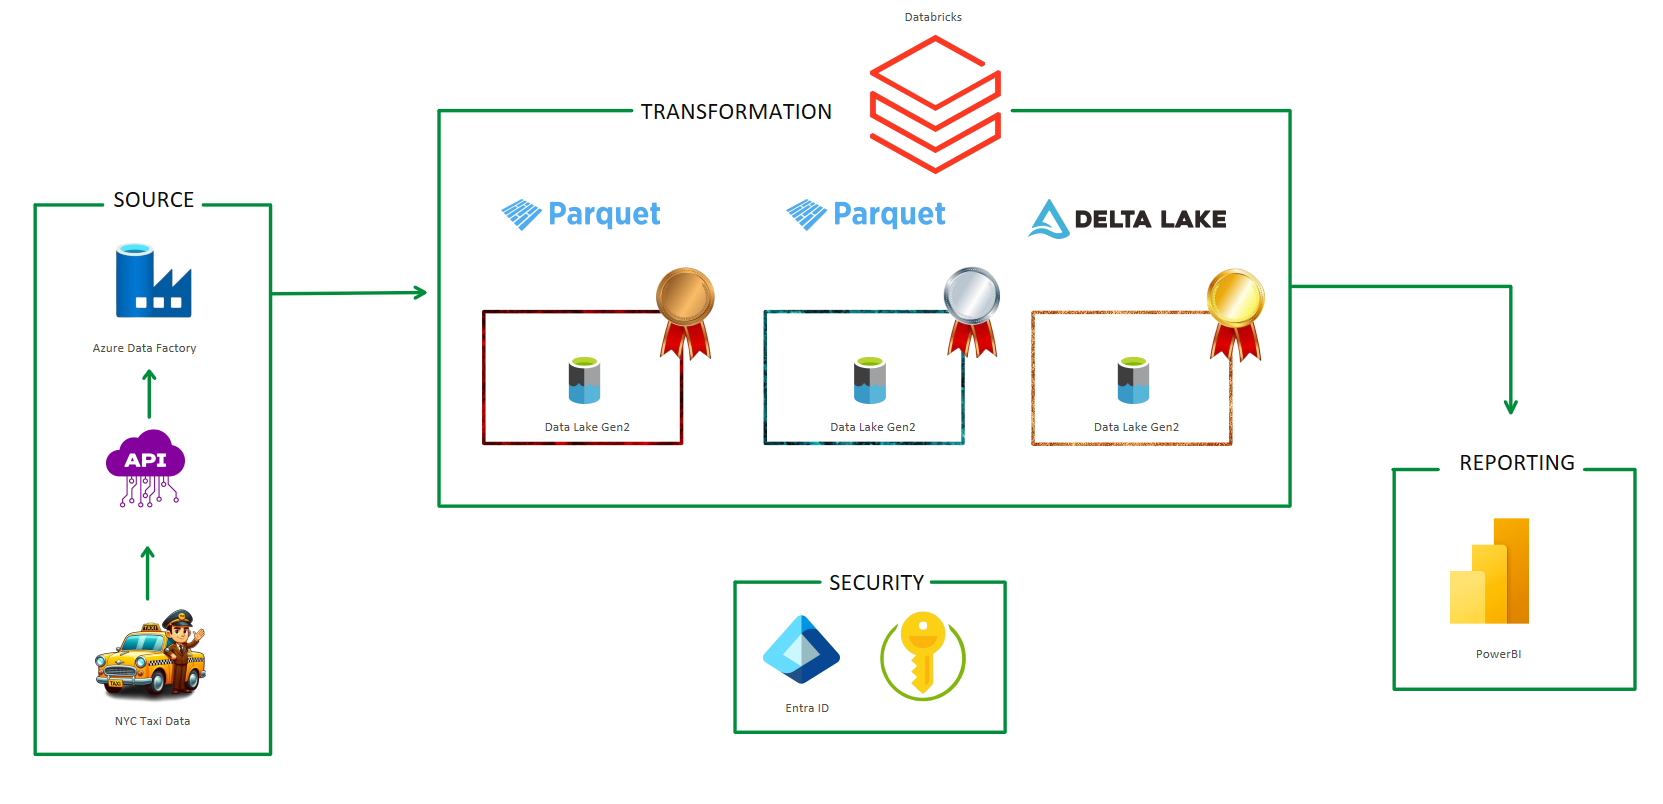 Databricks
TRANSFORMATION
SOURCE
Parquet
Parquet
DELTA LAKE
Azure Data Factory
API
TAXI
TAXI
NYC Taxi Data
Data Lake Gen2
Data Lake Gen2
Data Lake Gen2
SECURITY
Entra ID
REPORTING
PowerBI